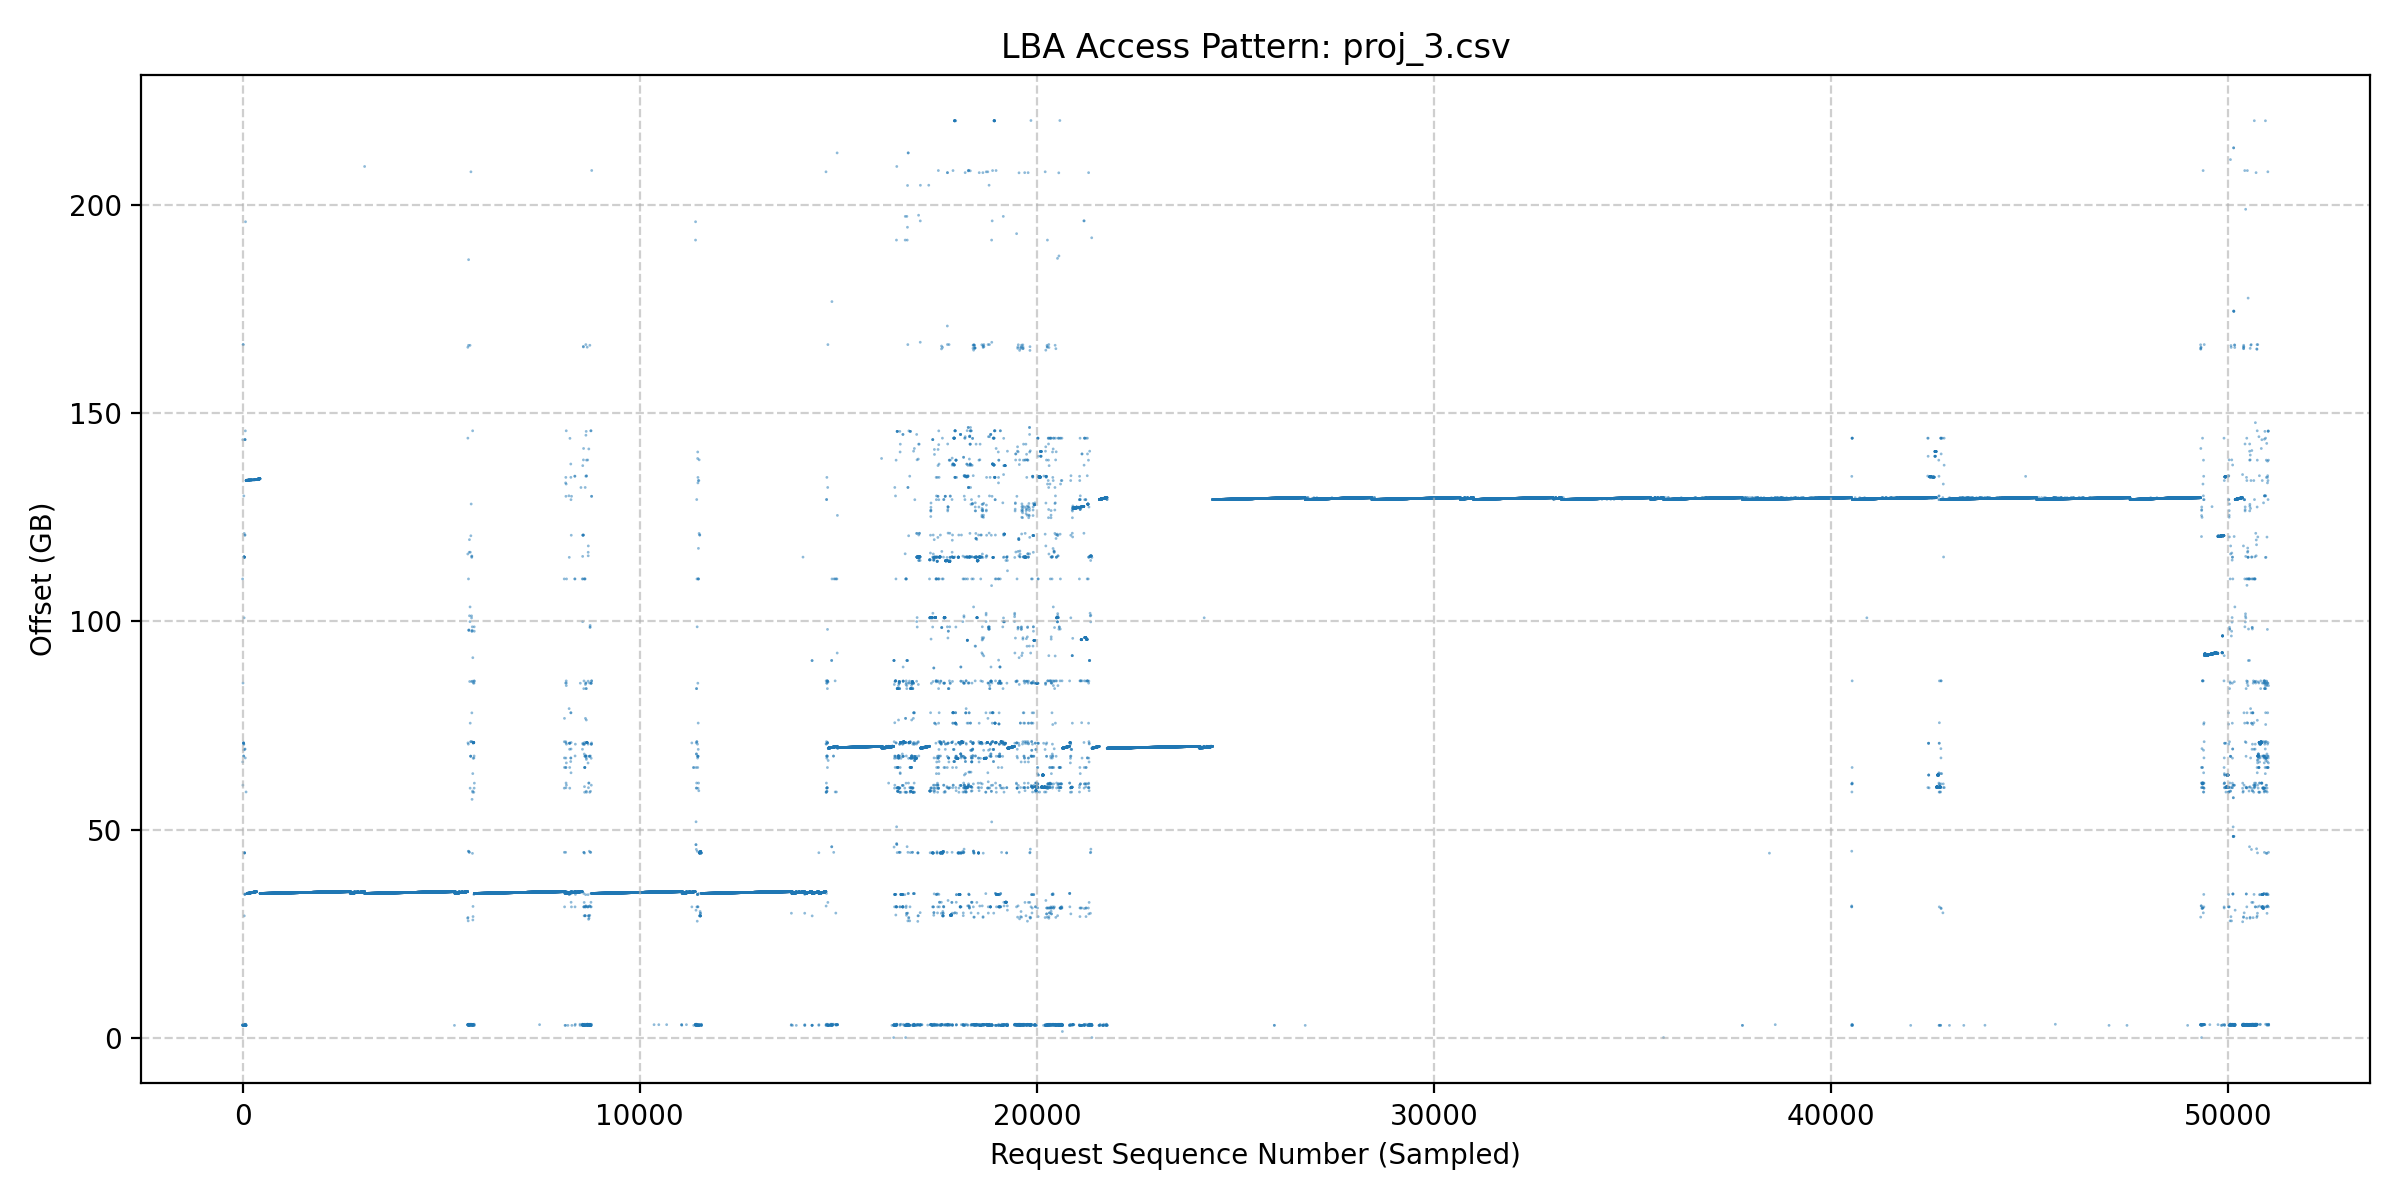 LBA Access Pattern: proj_3.csv
Offset (GB)
200
150
100
50
0
0 10000 20000 30000 40000 50000
Request Sequence Number (Sampled)